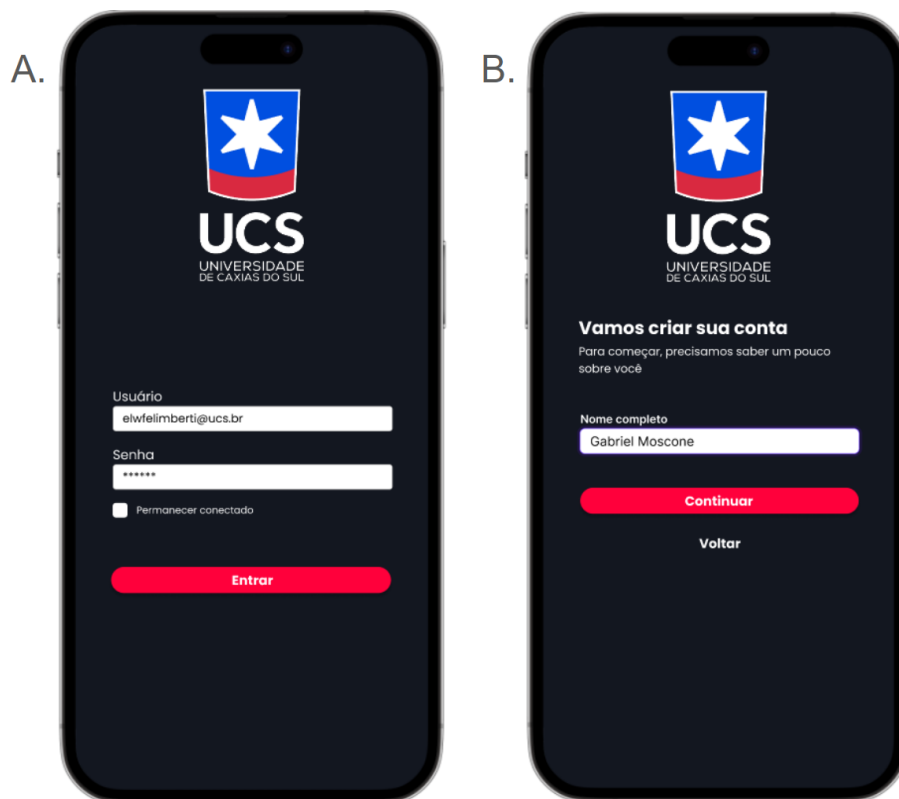 A.
UCS
UNIVERSIDADE
DE CAXIAS DO SUL
Usuário
elwfelimberti@ucs.br
Senha
******
Permanecer conectado
Entrar
B.
UCS
UNIVERSIDADE
DE CAXIAS DO SUL
Vamos criar sua conta
Para começar, precisamos saber um pouco
sobre você
Nome completo
Gabriel Moscone
Continuar
Voltar